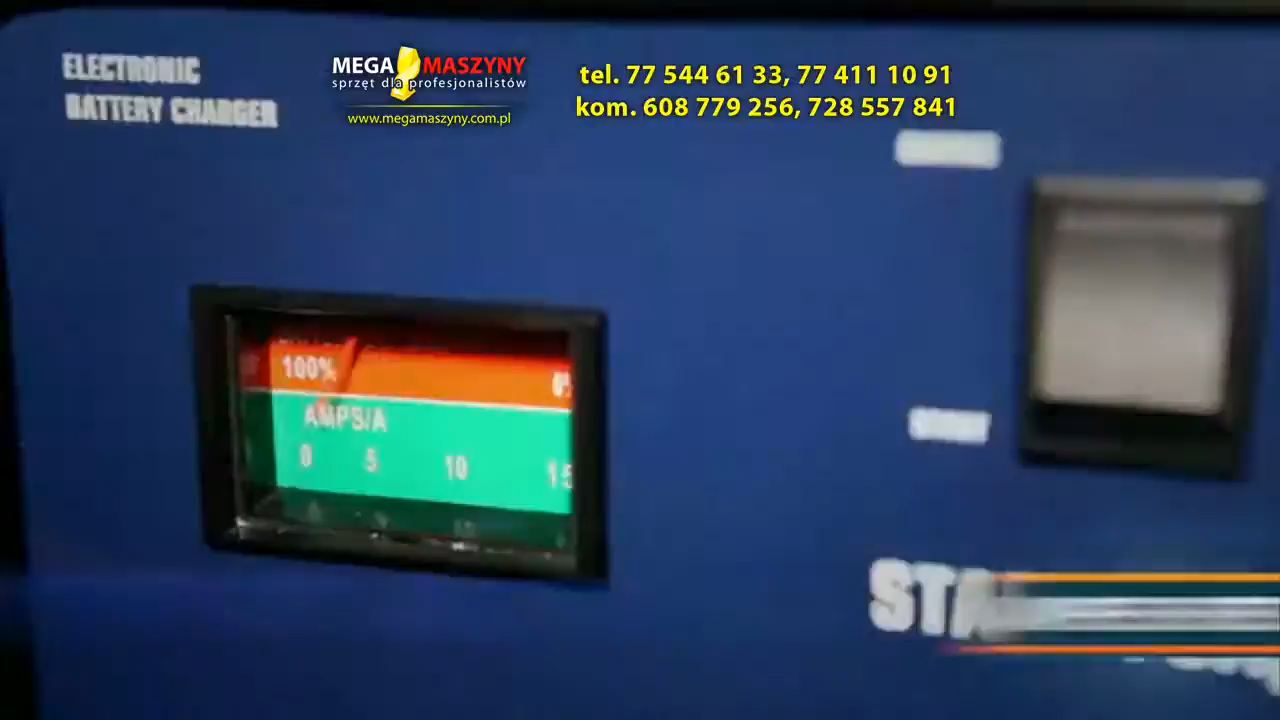 ELECTRONIC
BATTERY CHARGER
MEGA MASZYNY
sprzęt dla profesjonalistów
www.megamaszyny.com.pl
tel. 77 544 61 33, 77 411 10 91
kom. 608 779 256, 728 557 841
100%
AMPS/A
0 5 10 15